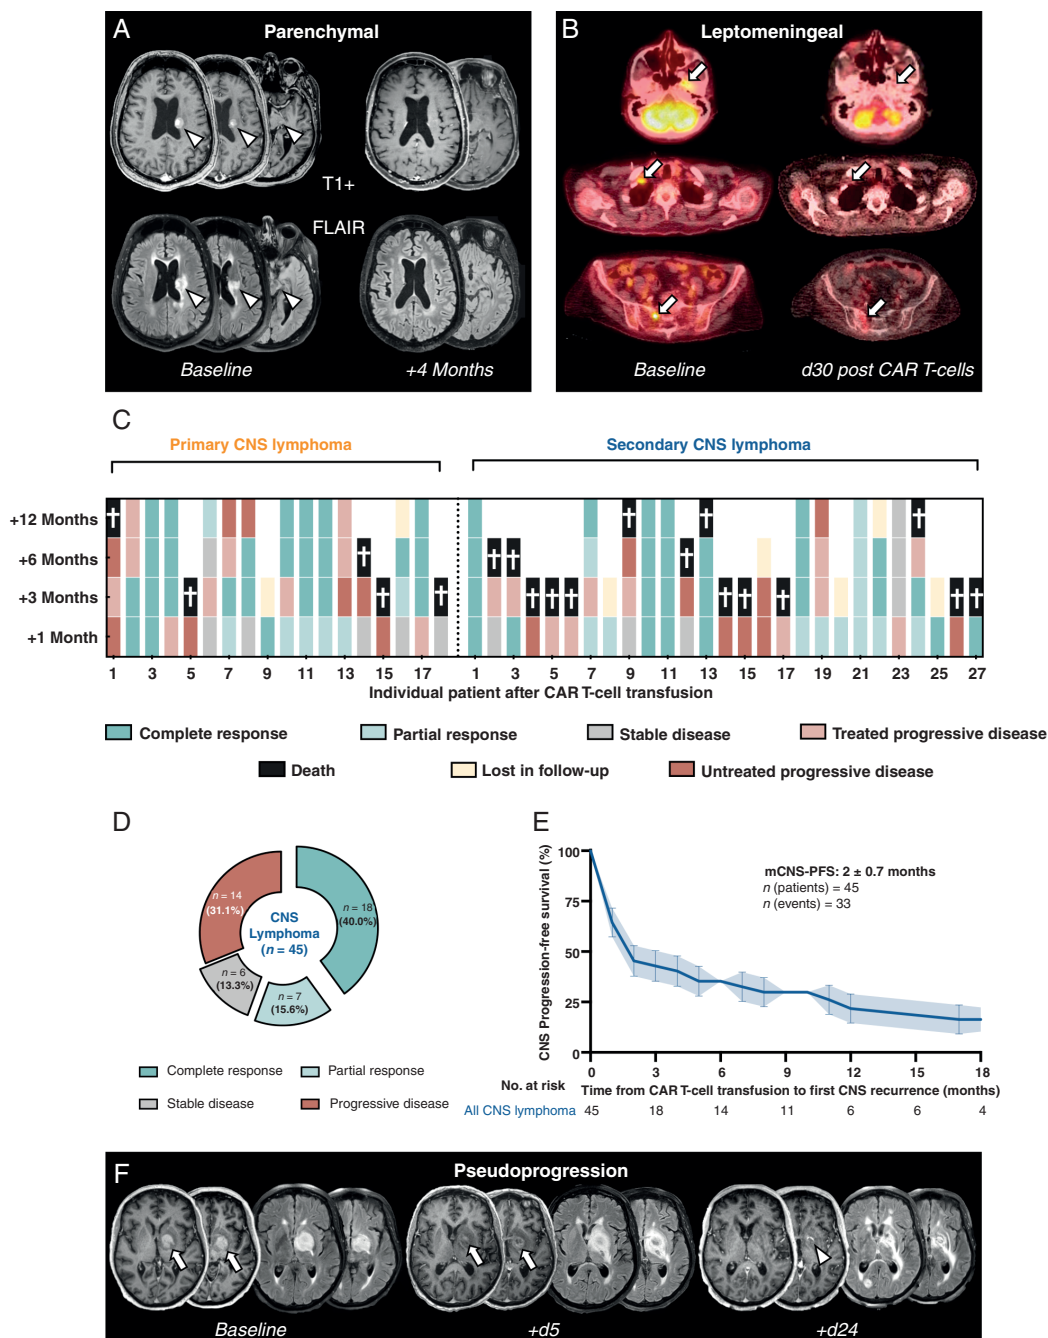 A
Parenchymal
T1+
FLAIR
Baseline
+4 Months
B
Leptomeningeal
Baseline
d30 post CAR T-cells
C
Primary CNS lymphoma
Secondary CNS lymphoma
+12 Months
+6 Months
+3 Months
+1 Month
1 3 5 7 9 11 13 15 17 1 3 5 7 9 11 13 15 17 19 21 23 25 27
Individual patient after CAR T-cell transfusion
Complete response
Partial response
Stable disease
Treated progressive disease
Death
Lost in follow-up
Untreated progressive disease
D
n = 14
(31.1%)
n = 18
(40.0%)
CNS
Lymphoma
(n = 45)
n = 6
(13.3%)
n = 7
(15.6%)
Complete response
Partial response
Stable disease
Progressive disease
E
CNS Progression-free survival (%)
100
75
50
25
0
mCNS-PFS: 2 ± 0.7 months
n (patients) = 45
n (events) = 33
0 3 6 9 12 15 18
No. at risk
Time from CAR T-cell transfusion to first CNS recurrence (months)
All CNS lymphoma 45 18 14 11 6 6 4
F
Pseudoprogression
Baseline
+d5
+d24